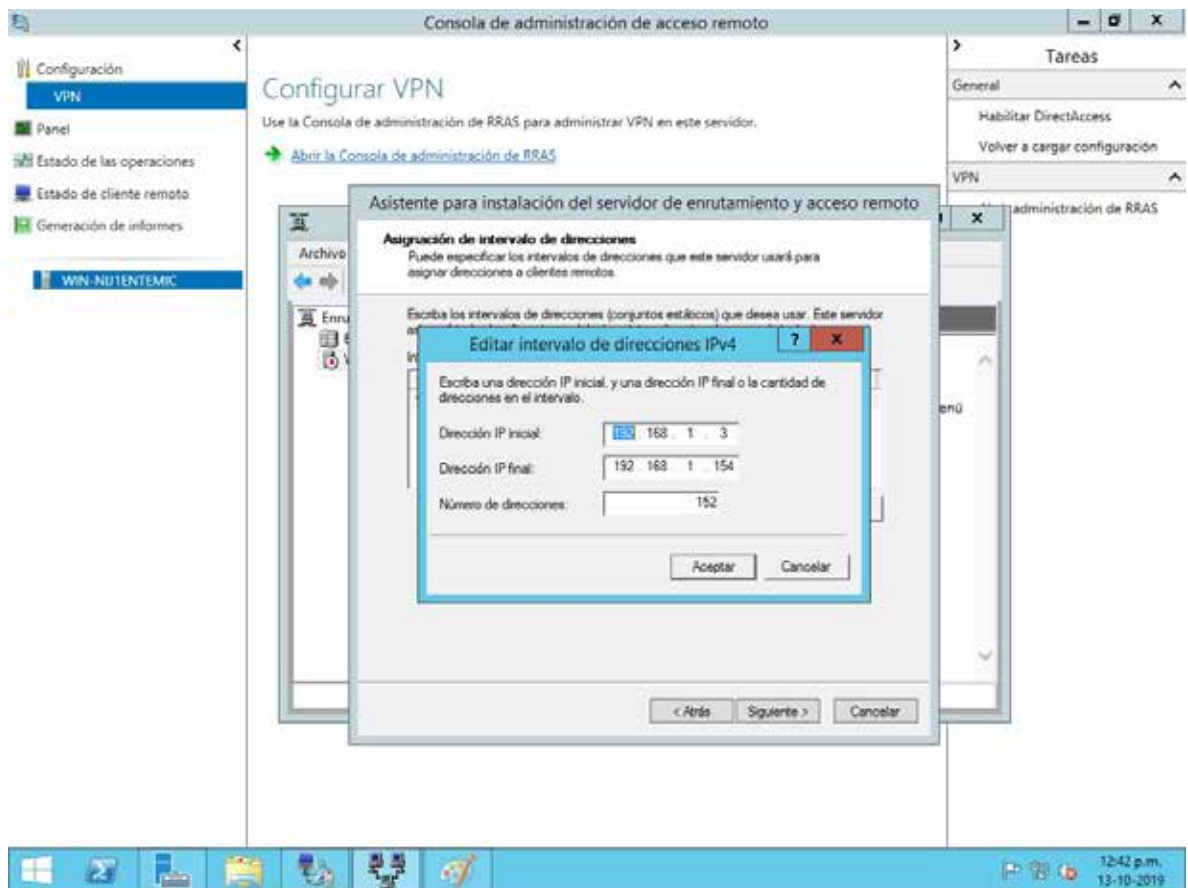 Consola de administración de acceso remoto
Configuración
VPN
Panel
Estado de las operaciones
Estado de cliente remoto
Generación de informes
WIN-NU1ENTEMIC
Configurar VPN
Use la Consola de administración de RRAS para administrar VPN en este servidor.
Abrir la Consola de administración de RRAS
Archivo
Enru
Asistente para instalación del servidor de enrutamiento y acceso remoto
Asignación de intervalo de direcciones
Puede especificar los intervalos de direcciones que este servidor usará para
asignar direcciones a clientes remotos.
Escriba los intervalos de direcciones (conjuntos estáticos) que desea usar. Este servidor
Editar intervalo de direcciones IPv4
? x
Escriba una dirección IP inicial, y una dirección IP final o la cantidad de
direcciones en el intervalo.
Dirección IP inicial: 192 . 168 . 1 . 3
Dirección IP final: 192 . 168 . 1 . 154
Número de direcciones: 152
Aceptar Cancelar
enú
< Atrás Siguiente > Cancelar
Tareas
General
Habilitar DirectAccess
Volver a cargar configuración
VPN
administración de RRAS
12:42 p.m.
13-10-2019